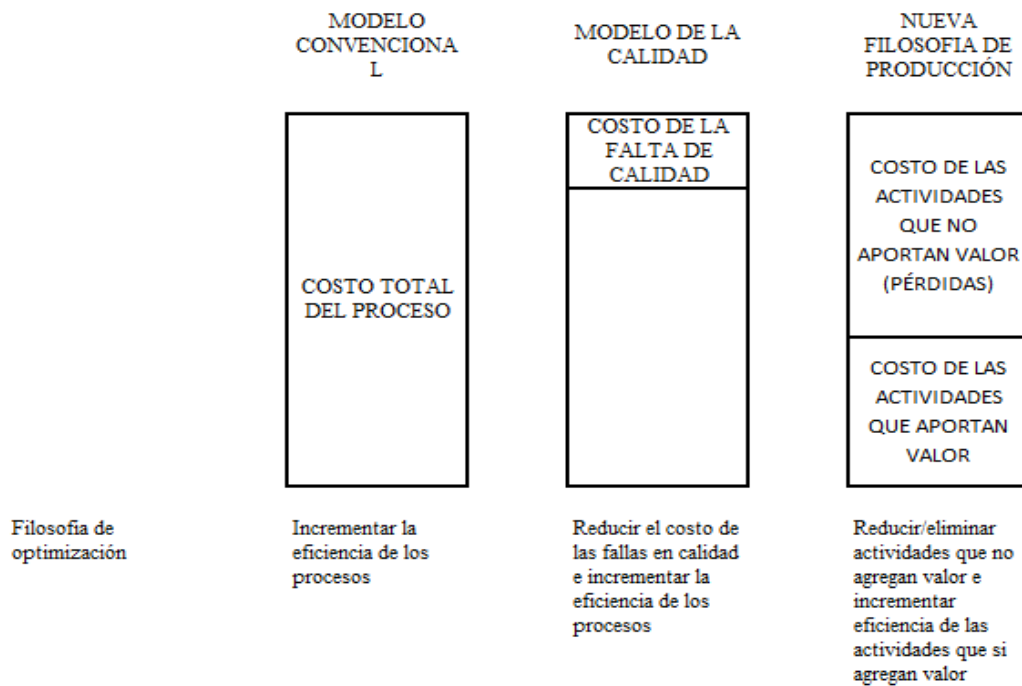 MODELO
CONVENCIONA
L
MODELO DE LA
CALIDAD
NUEVA
FILOSOFIA DE
PRODUCCIÓN
COSTO TOTAL
DEL PROCESO
COSTO DE LA
FALTA DE
CALIDAD
COSTO DE LAS
ACTIVIDADES
QUE NO
APORTAN VALOR
(PÉRDIDAS)
COSTO DE LAS
ACTIVIDADES
QUE APORTAN
VALOR
Filosofia de
optimización
Incrementar la
eficiencia de los
procesos
Reducir el costo de
las fallas en calidad
e incrementar la
eficiencia de los
procesos
Reducir/eliminar
actividades que no
agregan valor e
incrementar
eficiencia de las
actividades que si
agregan valor